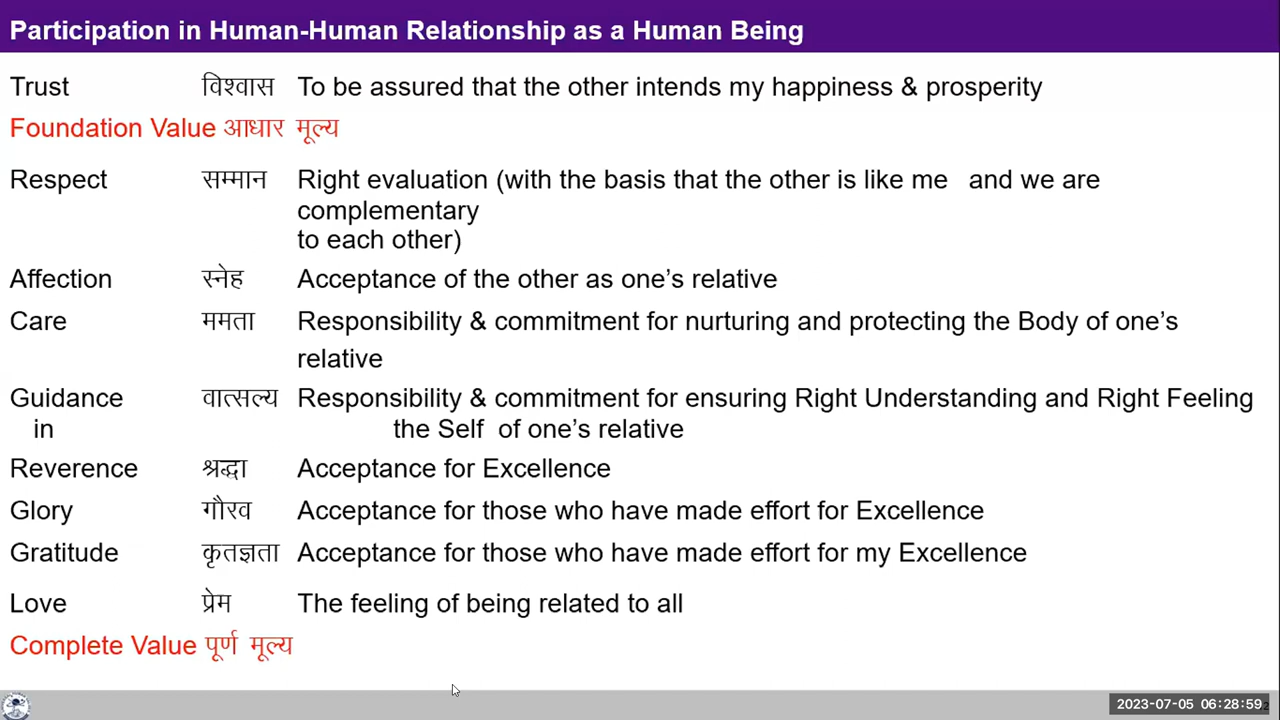 Participation in Human-Human Relationship as a Human Being
Trust विश्वास To be assured that the other intends my happiness & prosperity
Foundation Value आधार मूल्य
Respect सम्मान Right evaluation (with the basis that the other is like me and we are
complementary
to each other)
Affection स्नेह Acceptance of the other as one’s relative
Care ममता Responsibility & commitment for nurturing and protecting the Body of one’s
relative
Guidance वात्सल्य Responsibility & commitment for ensuring Right Understanding and Right Feeling
in the Self of one’s relative
Reverence श्रद्धा Acceptance for Excellence
Glory गौरव Acceptance for those who have made effort for Excellence
Gratitude कृतज्ञता Acceptance for those who have made effort for my Excellence
Love प्रेम The feeling of being related to all
Complete Value पूर्ण मूल्य
2023-07-05 06:28:59